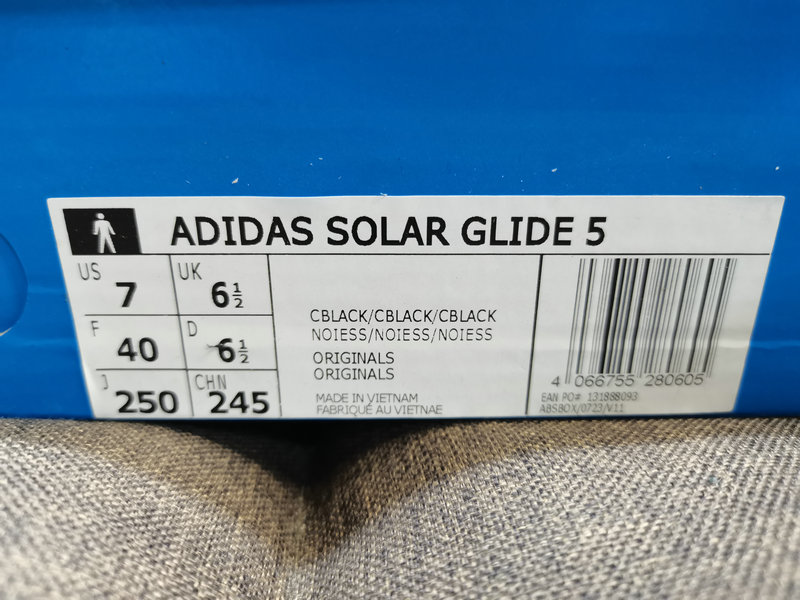 ADIDAS SOLAR GLIDE 5
US 7 UK 6½
F 40 D 6½
J 250 CHN 245
CBLACK/CBLACK/CBLACK
NOIESS/NOIESS/NOIESS
ORIGINALS
ORIGINALS
MADE IN VIETNAM
FABRIQUÉ AU VIETNAE
4 066755 280605
EAN PO# 131888093
ABSBOX/0723/V11